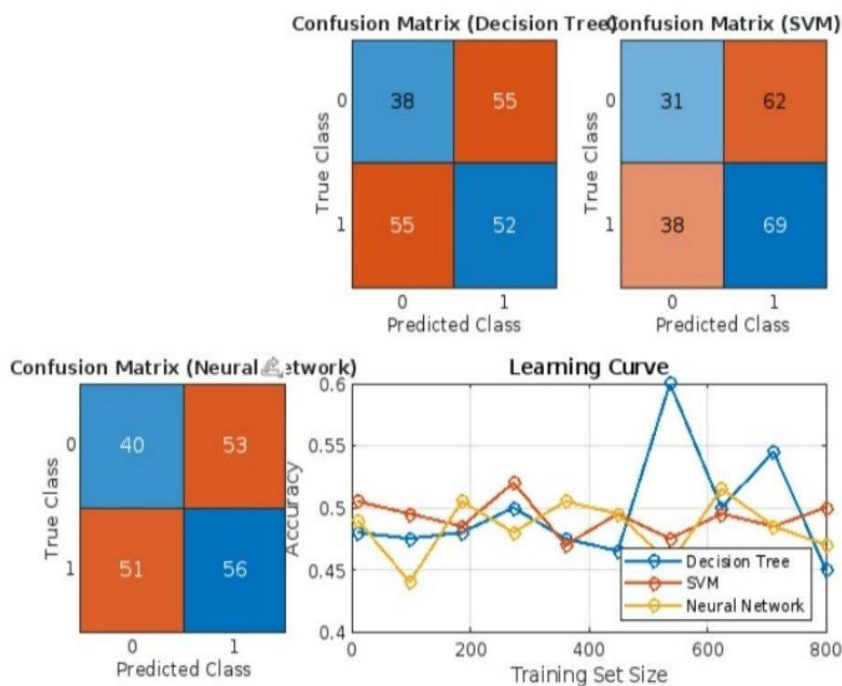 Confusion Matrix (Decision Tree)
True Class
0
38
55
1
55
52
0
1
Predicted Class
Confusion Matrix (SVM)
True Class
0
31
62
1
38
69
0
1
Predicted Class
Confusion Matrix (Neural etwork)
True Class
0
40
53
1
51
56
0
1
Predicted Class
Learning Curve
Accuracy
0.6
0.55
0.5
0.45
0.4
0
200
400
600
800
Training Set Size
Decision Tree
SVM
Neural Network